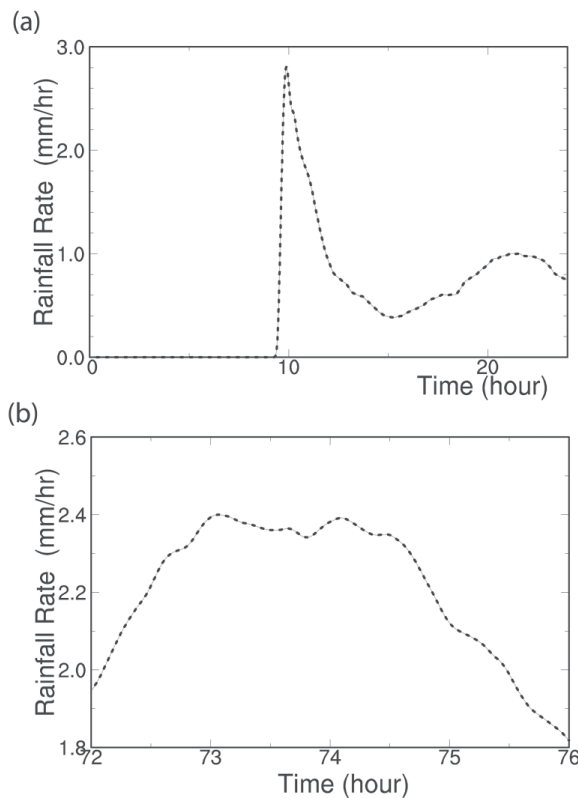 (a)
3.0
2.0
1.0
0.0
Rainfall Rate (mm/hr)
0 10 20
Time (hour)
(b)
2.6
2.4
2.2
2.0
1.8
Rainfall Rate (mm/hr)
72 73 74 75 76
Time (hour)